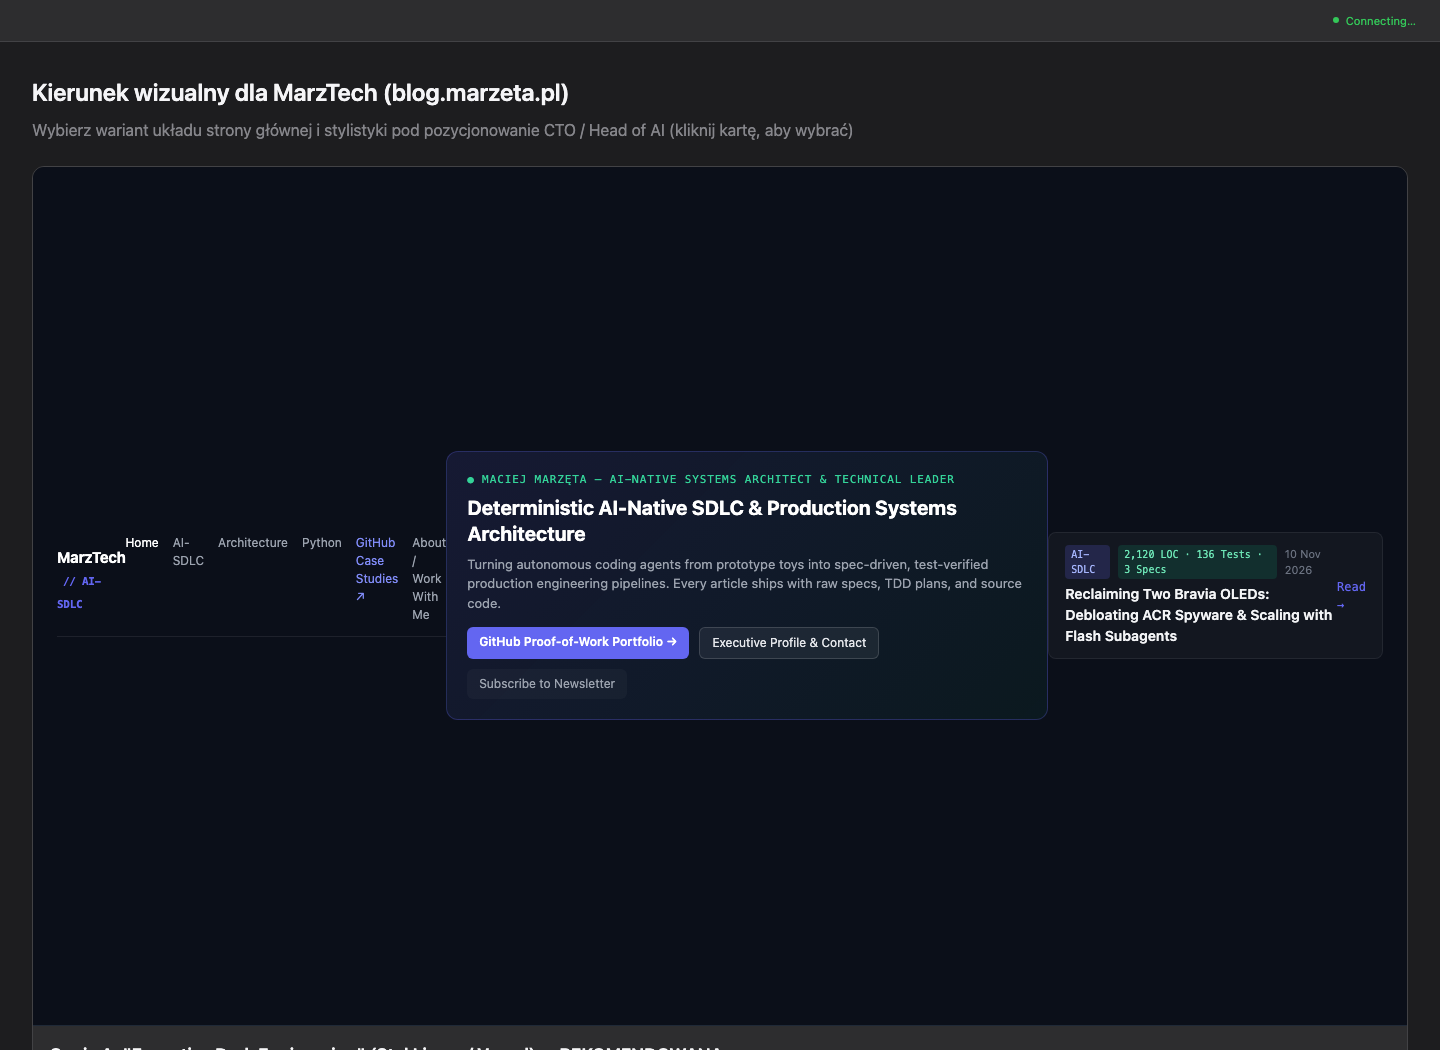 Connecting…
Kierunek wizualny dla MarzTech (blog.marzeta.pl)
Wybierz wariant układu strony głównej i stylistyki pod pozycjonowanie CTO / Head of AI (kliknij kartę, aby wybrać)
MarzTech
// AI-
SDLC
Home
AI-
SDLC
Architecture
Python
GitHub
Case
Studies
↗
About
/
Work
With
Me
● MACIEJ MARZĘTA — AI-NATIVE SYSTEMS ARCHITECT & TECHNICAL LEADER
Deterministic AI-Native SDLC & Production Systems
Architecture
Turning autonomous coding agents from prototype toys into spec-driven, test-verified
production engineering pipelines. Every article ships with raw specs, TDD plans, and source
code.
GitHub Proof-of-Work Portfolio →
Executive Profile & Contact
Subscribe to Newsletter
AI-
SDLC
2,120 LOC · 136 Tests ·
3 Specs
10 Nov
2026
Reclaiming Two Bravia OLEDs:
Debloating ACR Spyware & Scaling with
Flash Subagents
Read
→